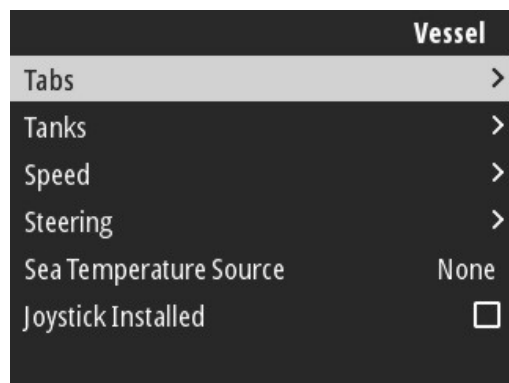 Vessel
Tabs
Tanks
Speed
Steering
Sea Temperature Source None
Joystick Installed